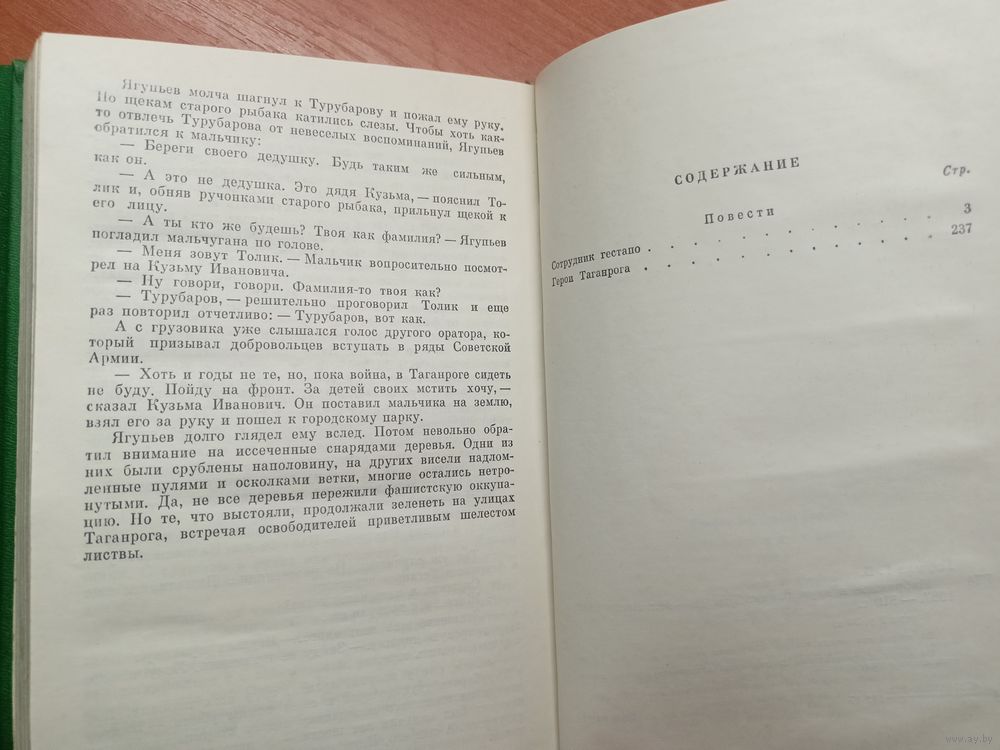 Ягупьев молча шагнул к Турубарову и пожал ему руку.
По щекам старого рыбака катились слезы. Чтобы хоть как-
то отвлечь Турубарова от невеселых воспоминаний, Ягупьев
обратился к мальчику:
— Береги своего дедушку. Будь таким же сильным,
как он.
— А это не дедушка. Это дядя Кузьма, — пояснил То-
лик и, обняв ручонками старого рыбака, прильнул щекой к
его лицу.
— А ты кто же будешь? Твоя как фамилия? — Ягупьев
погладил мальчугана по голове.
— Меня зовут Толик. — Мальчик вопросительно посмот-
рел на Кузьму Ивановича.
— Ну говори, говори. Фамилия-то твоя как?
— Турубаров, — решительно проговорил Толик и еще
раз повторил отчетливо: — Турубаров, вот как.
А с грузовика уже слышался голос другого оратора, ко-
торый призывал добровольцев вступать в ряды Советской
Армии.
— Хоть и годы не те, но, пока война, в Таганроге сидеть
не буду. Пойду на фронт. За детей своих мстить хочу, —
сказал Кузьма Иванович. Он поставил мальчика на землю,
взял его за руку и пошел к городскому парку.
Ягупьев долго глядел ему вслед. Потом невольно обра-
тил внимание на иссеченные снарядами деревья. Одни из
них были срублены наполовину, на других висели надлом-
ленные пулями и осколками ветки, многие остались нетро-
нутыми. Да, не все деревья пережили фашистскую оккупа-
цию. Но те, что выстояли, продолжали зеленеть на улицах
Таганрога, встречая освободителей приветливым шелестом
листвы.
СОДЕРЖАНИЕ
Стр.
Повести
Сотрудник гестапо . . . . . . . . . . 3
Герои Таганрога . . . . . . . . . . 237
www.ay.by